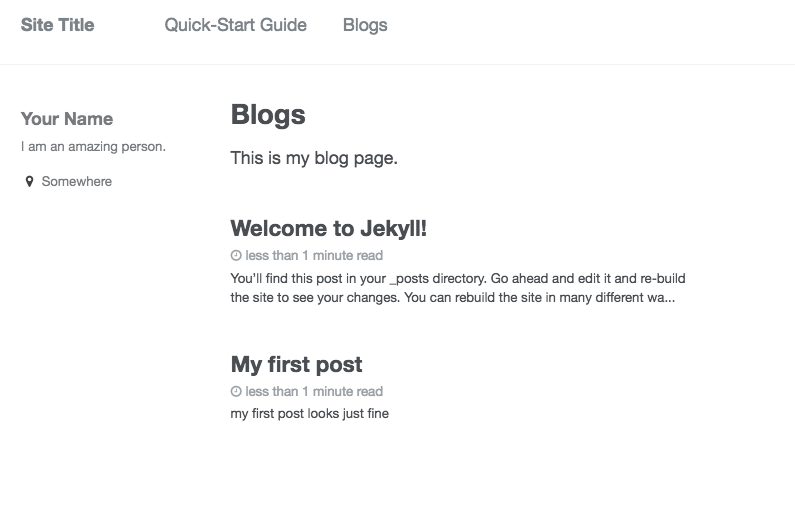 Site Title Quick-Start Guide Blogs
Your Name
I am an amazing person.
Somewhere
Blogs
This is my blog page.
Welcome to Jekyll!
less than 1 minute read
You’ll find this post in your _posts directory. Go ahead and edit it and re-build
the site to see your changes. You can rebuild the site in many different wa...
My first post
less than 1 minute read
my first post looks just fine